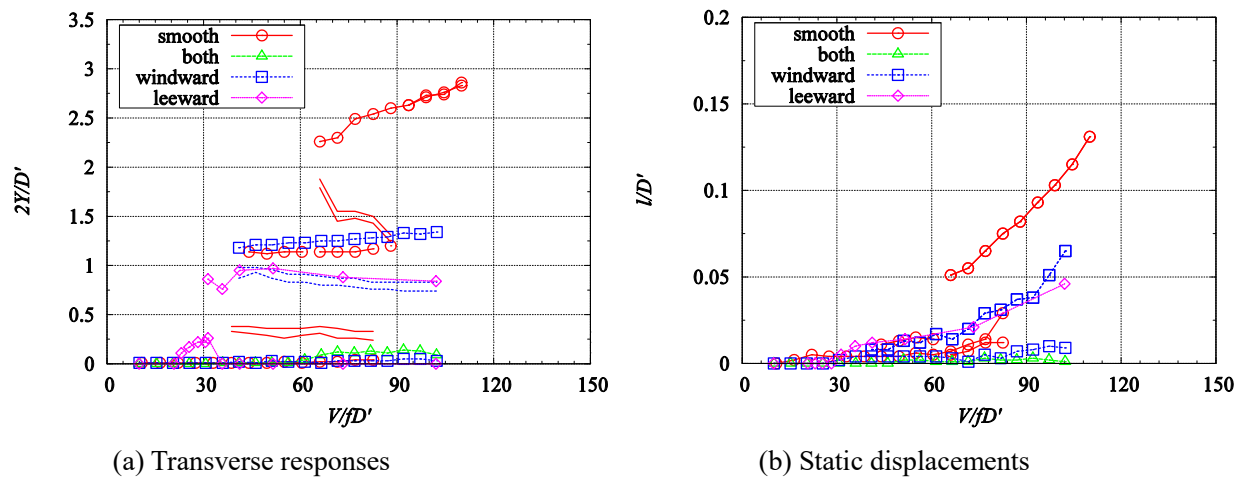 3.5
3
2.5
2
1.5
1
0.5
0
0 30 60 90 120 150
2Y/D'
V/fD'
smooth
both
windward
leeward
(a) Transverse responses
0.2
0.15
0.1
0.05
0
0 30 60 90 120 150
l/D'
V/fD'
smooth
both
windward
leeward
(b) Static displacements